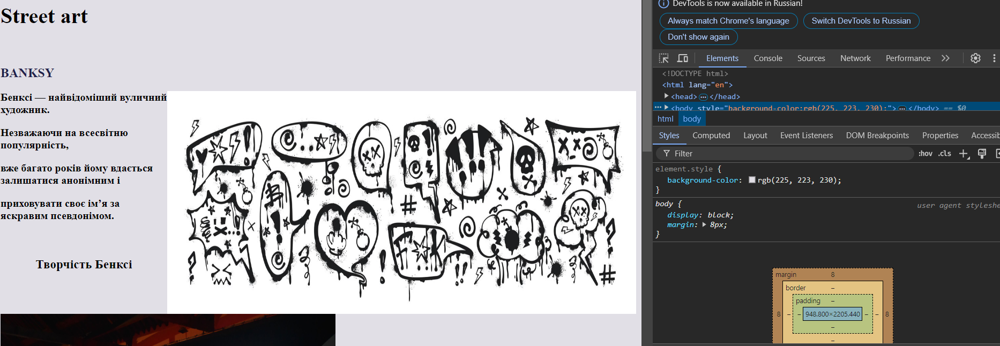 Street art
BANKSY
Бенксі — найвідоміший вуличний
художник.
Незважаючи на всесвітню
популярність,
вже багато років йому вдається
залишатися анонімним і
приховувати своє ім’я за
яскравим псевдонімом.
Творчість Бенксі
DevTools is now available in Russian!
Always match Chrome's language
Switch DevTools to Russian
Don't show again
Elements Console Sources Network Performance
<!DOCTYPE html>
<html lang="en">
<head> </head>
<body style="background-color:rgb(225, 223, 230);"> </body> == $0
html body
Styles Computed Layout Event Listeners DOM Breakpoints Properties Accessib
Filter :hov .cls
element.style {
background-color: rgb(225, 223, 230);
}
body { user agent styleshe
display: block;
margin: 8px;
}
margin 8
border –
padding –
8 – – 948.800×2205.440 – – 8
–
–